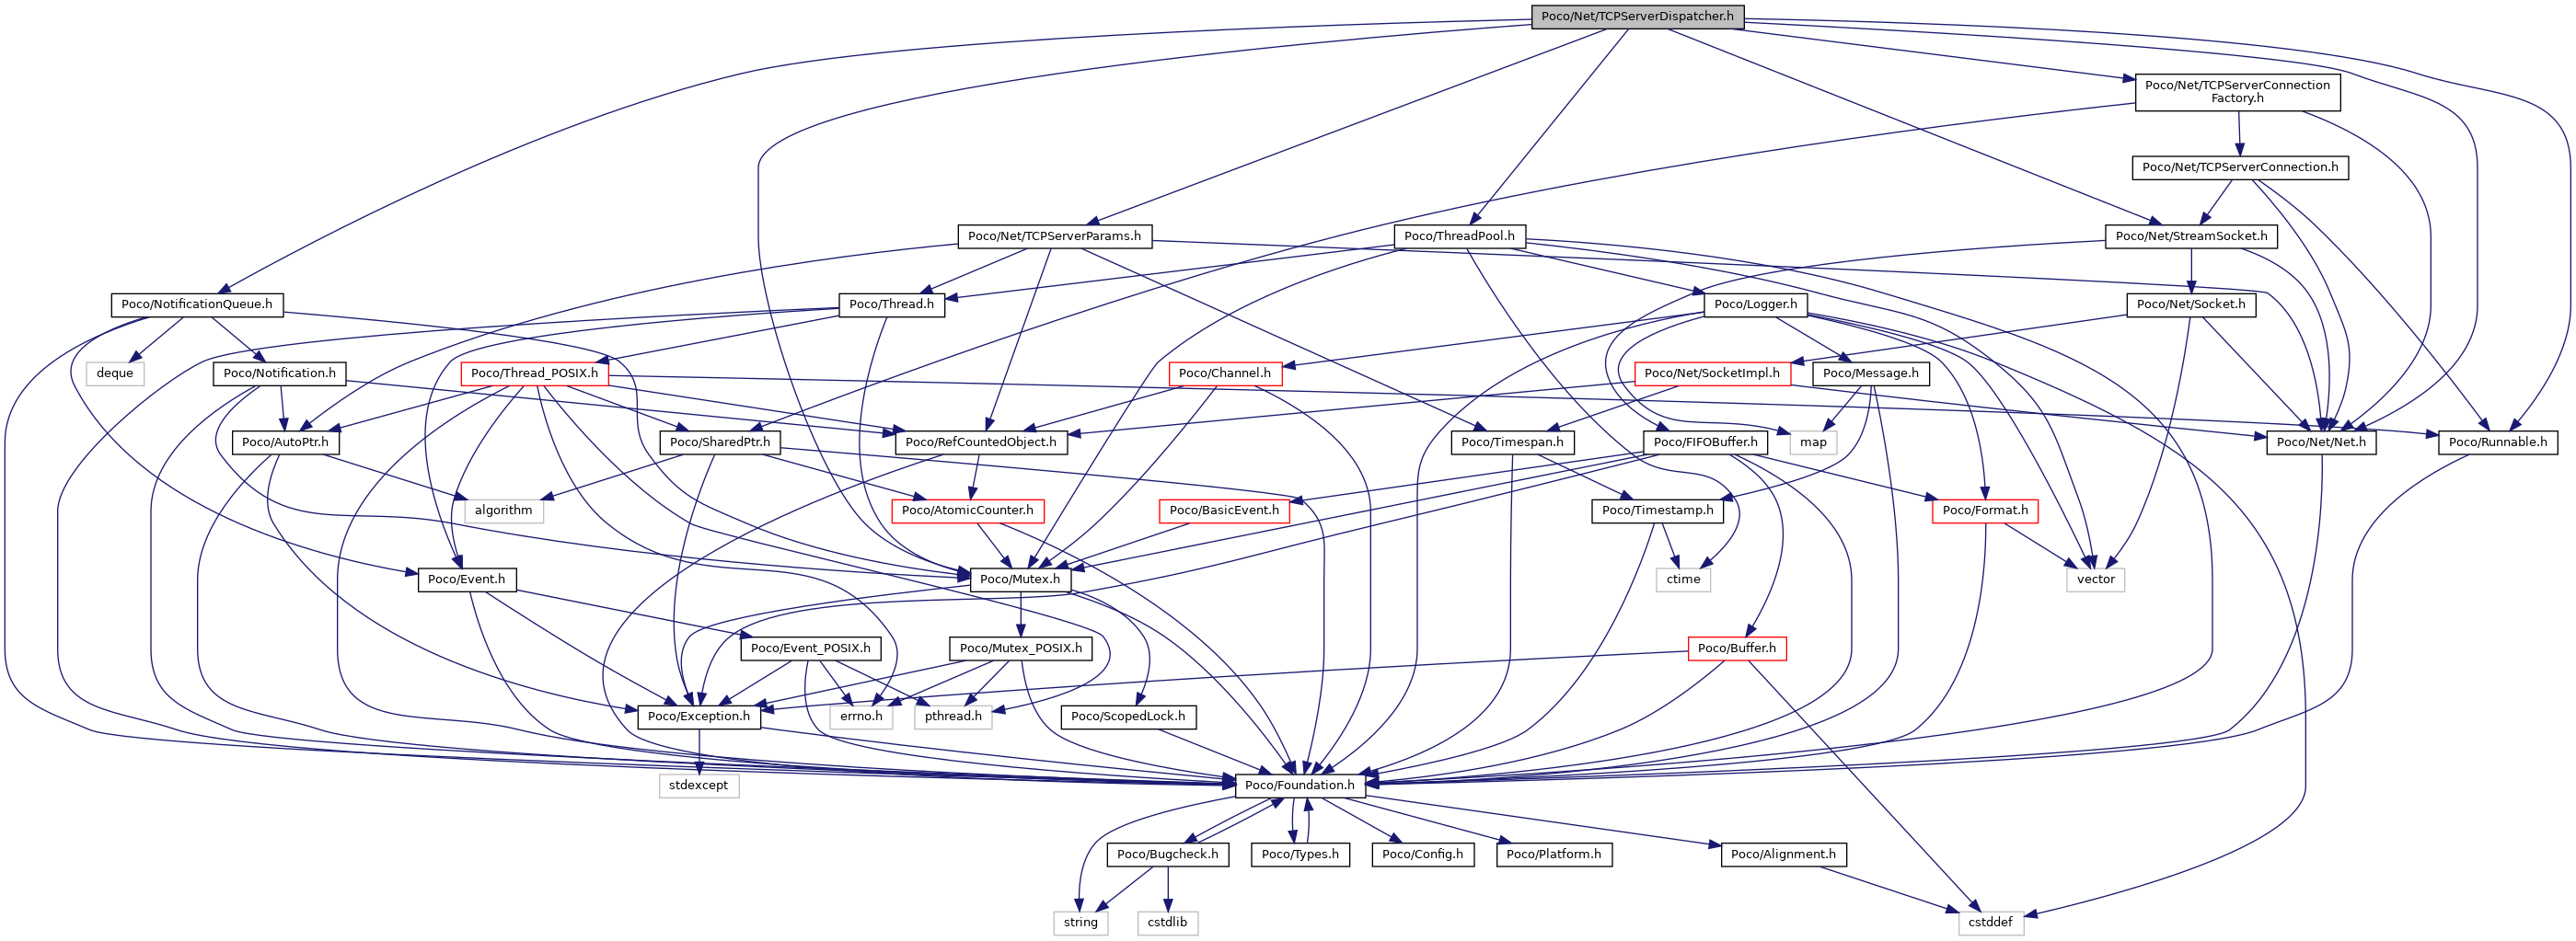 Poco/Net/TCPServerDispatcher.h
Poco/Net/TCPServerConnection
Factory.h
Poco/Net/TCPServerConnection.h
Poco/Net/TCPServerParams.h
Poco/ThreadPool.h
Poco/Net/StreamSocket.h
Poco/NotificationQueue.h
Poco/Thread.h
Poco/Logger.h
Poco/Net/Socket.h
deque
Poco/Notification.h
Poco/Thread_POSIX.h
Poco/Channel.h
Poco/Net/SocketImpl.h
Poco/Message.h
Poco/AutoPtr.h
Poco/SharedPtr.h
Poco/RefCountedObject.h
Poco/Timespan.h
Poco/FIFOBuffer.h
map
Poco/Net/Net.h
Poco/Runnable.h
algorithm
Poco/AtomicCounter.h
Poco/BasicEvent.h
Poco/Timestamp.h
Poco/Format.h
Poco/Event.h
Poco/Mutex.h
ctime
vector
Poco/Event_POSIX.h
Poco/Mutex_POSIX.h
Poco/Buffer.h
Poco/Exception.h
errno.h
pthread.h
Poco/ScopedLock.h
stdexcept
Poco/Foundation.h
Poco/Bugcheck.h
Poco/Types.h
Poco/Config.h
Poco/Platform.h
Poco/Alignment.h
string
cstdlib
cstddef